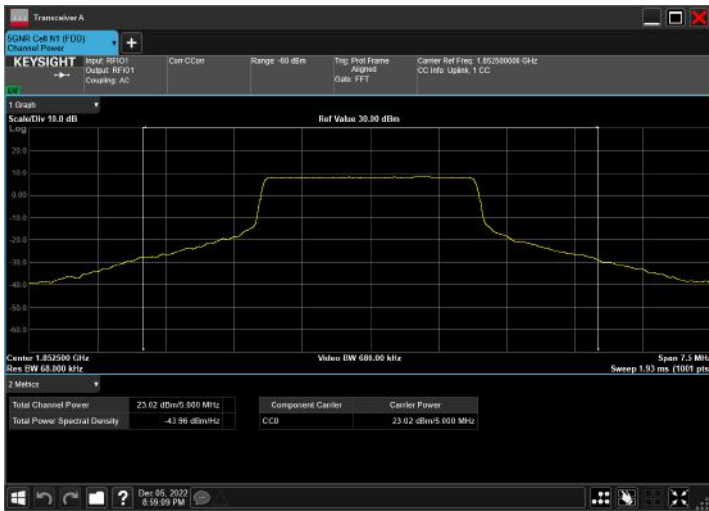 Transceiver A
5GNR Cell N1 (FDD)
Channel Power
KEYSIGHT
Input: RFIO1
Output: RFIO1
Coupling: AC
Corr CCorr
Range: -60 dBm
Trig: Prot Frame
Aligned
Gate: FFT
Carrier Ref Freq: 1.852500000 GHz
CC Info: Uplink, 1 CC
1 Graph
Scale/Div 10.0 dB
Ref Value 30.00 dBm
Log
20.0
10.0
0.00
-10.0
-20.0
-30.0
-40.0
-50.0
-60.0
Center 1.852500 GHz
Video BW 680.00 kHz
Span 7.5 MHz
Res BW 68.000 kHz
Sweep 1.93 ms (1001 pts
2 Metrics
Total Channel Power 23.02 dBm/5.000 MHz
Total Power Spectral Density -43.96 dBm/Hz
Component Carrier Carrier Power
CC0 23.02 dBm/5.000 MHz
?
Dec 05, 2022
8:59:09 PM